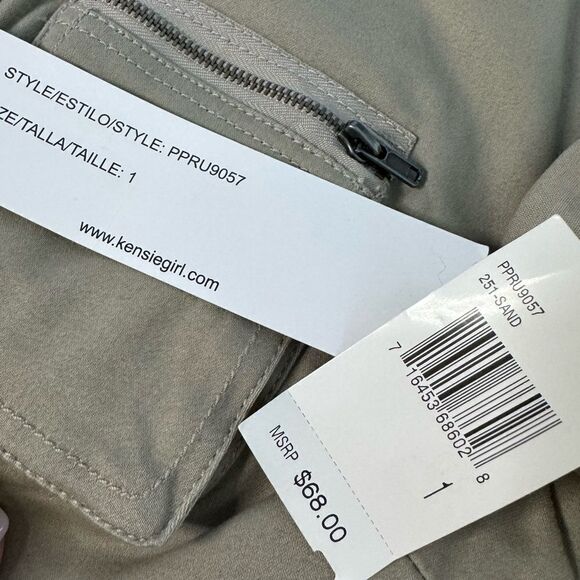 STYLE/ESTILO/STYLE: PPRU9057
ZE/TALLA/TAILLE: 1
www.kensiegirl.com
PPRU9057
251-SAND
7 16453 68602 8
1
MSRP
$68.00